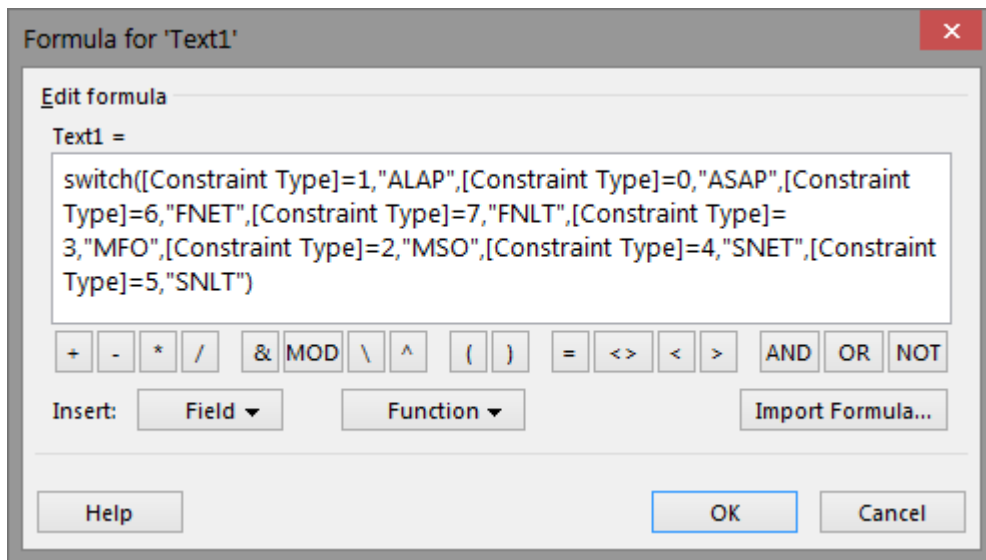 Formula for 'Text1'
Edit formula
Text1 =
switch([Constraint Type]=1,"ALAP",[Constraint Type]=0,"ASAP",[Constraint
Type]=6,"FNET",[Constraint Type]=7,"FNLT",[Constraint Type]=
3,"MFO",[Constraint Type]=2,"MSO",[Constraint Type]=4,"SNET",[Constraint
Type]=5,"SNLT")
+ - * / & MOD \ ^ ( ) = <> < > AND OR NOT
Insert: Field Function Import Formula...
Help OK Cancel